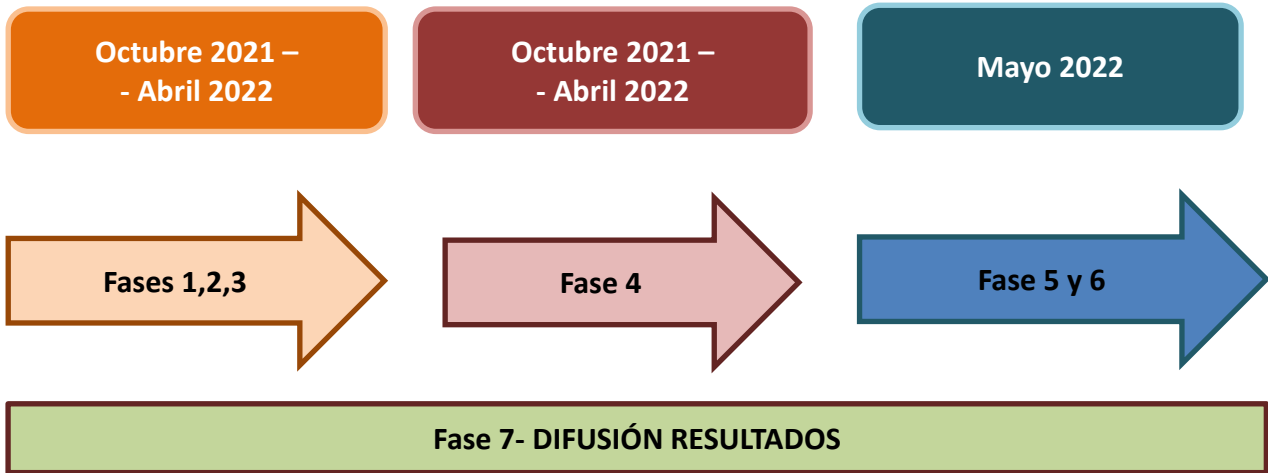 Octubre 2021 –
- Abril 2022
Octubre 2021 –
- Abril 2022
Mayo 2022
Fases 1,2,3
Fase 4
Fase 5 y 6
Fase 7- DIFUSIÓN RESULTADOS